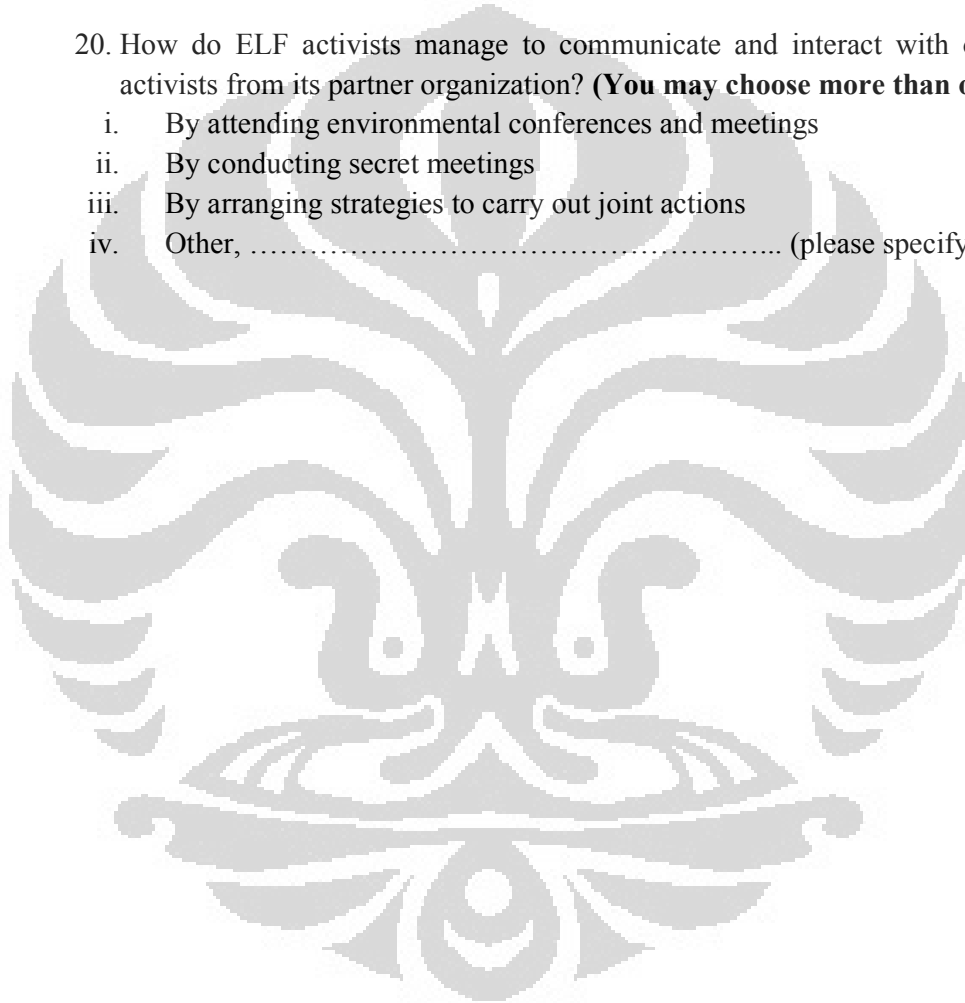 20. How do ELF activists manage to communicate and interact with
activists from its partner organization? (You may choose more than
i. By attending environmental conferences and meetings
ii. By conducting secret meetings
iii. By arranging strategies to carry out joint actions
iv. Other, ……………………………………………... (please specify